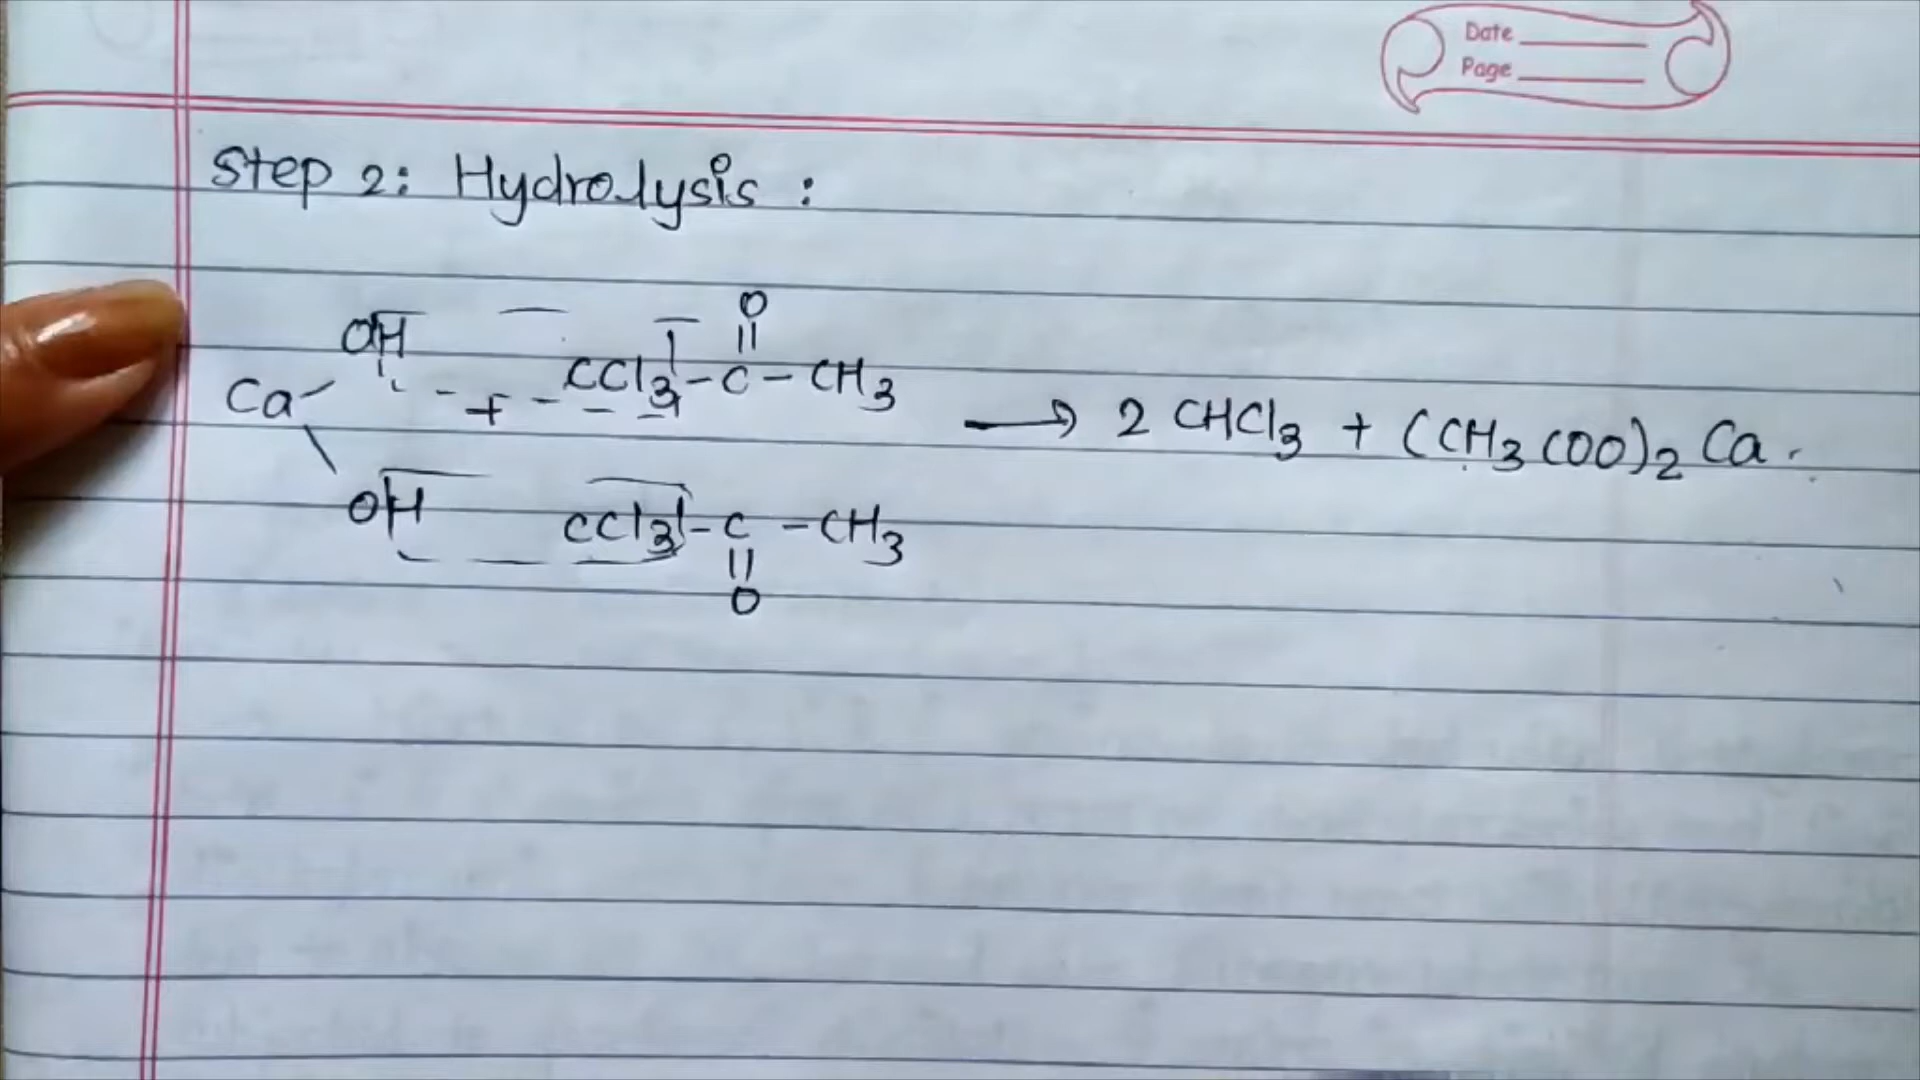 Date
Page
Step 2: Hydrolysis :
O
||
OH
CCl3-C-CH3
Ca + → 2 CHCl3 + (CH3COO)2 Ca.
OH CCl3-C-CH3
||
O